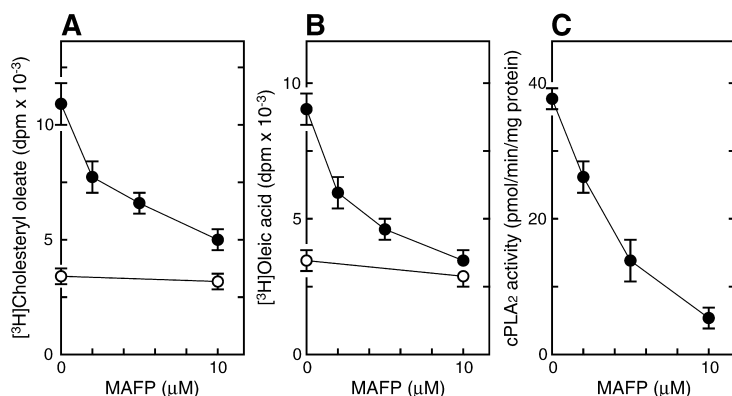 A
[³H]Cholesteryl oleate (dpm x 10⁻³)
10
5
0
0
10
MAFP (μM)
B
[³H]Oleic acid (dpm x 10⁻³)
10
5
0
0
10
MAFP (μM)
C
cPLA₂ activity (pmol/min/mg protein)
40
20
0
0
10
MAFP (μM)